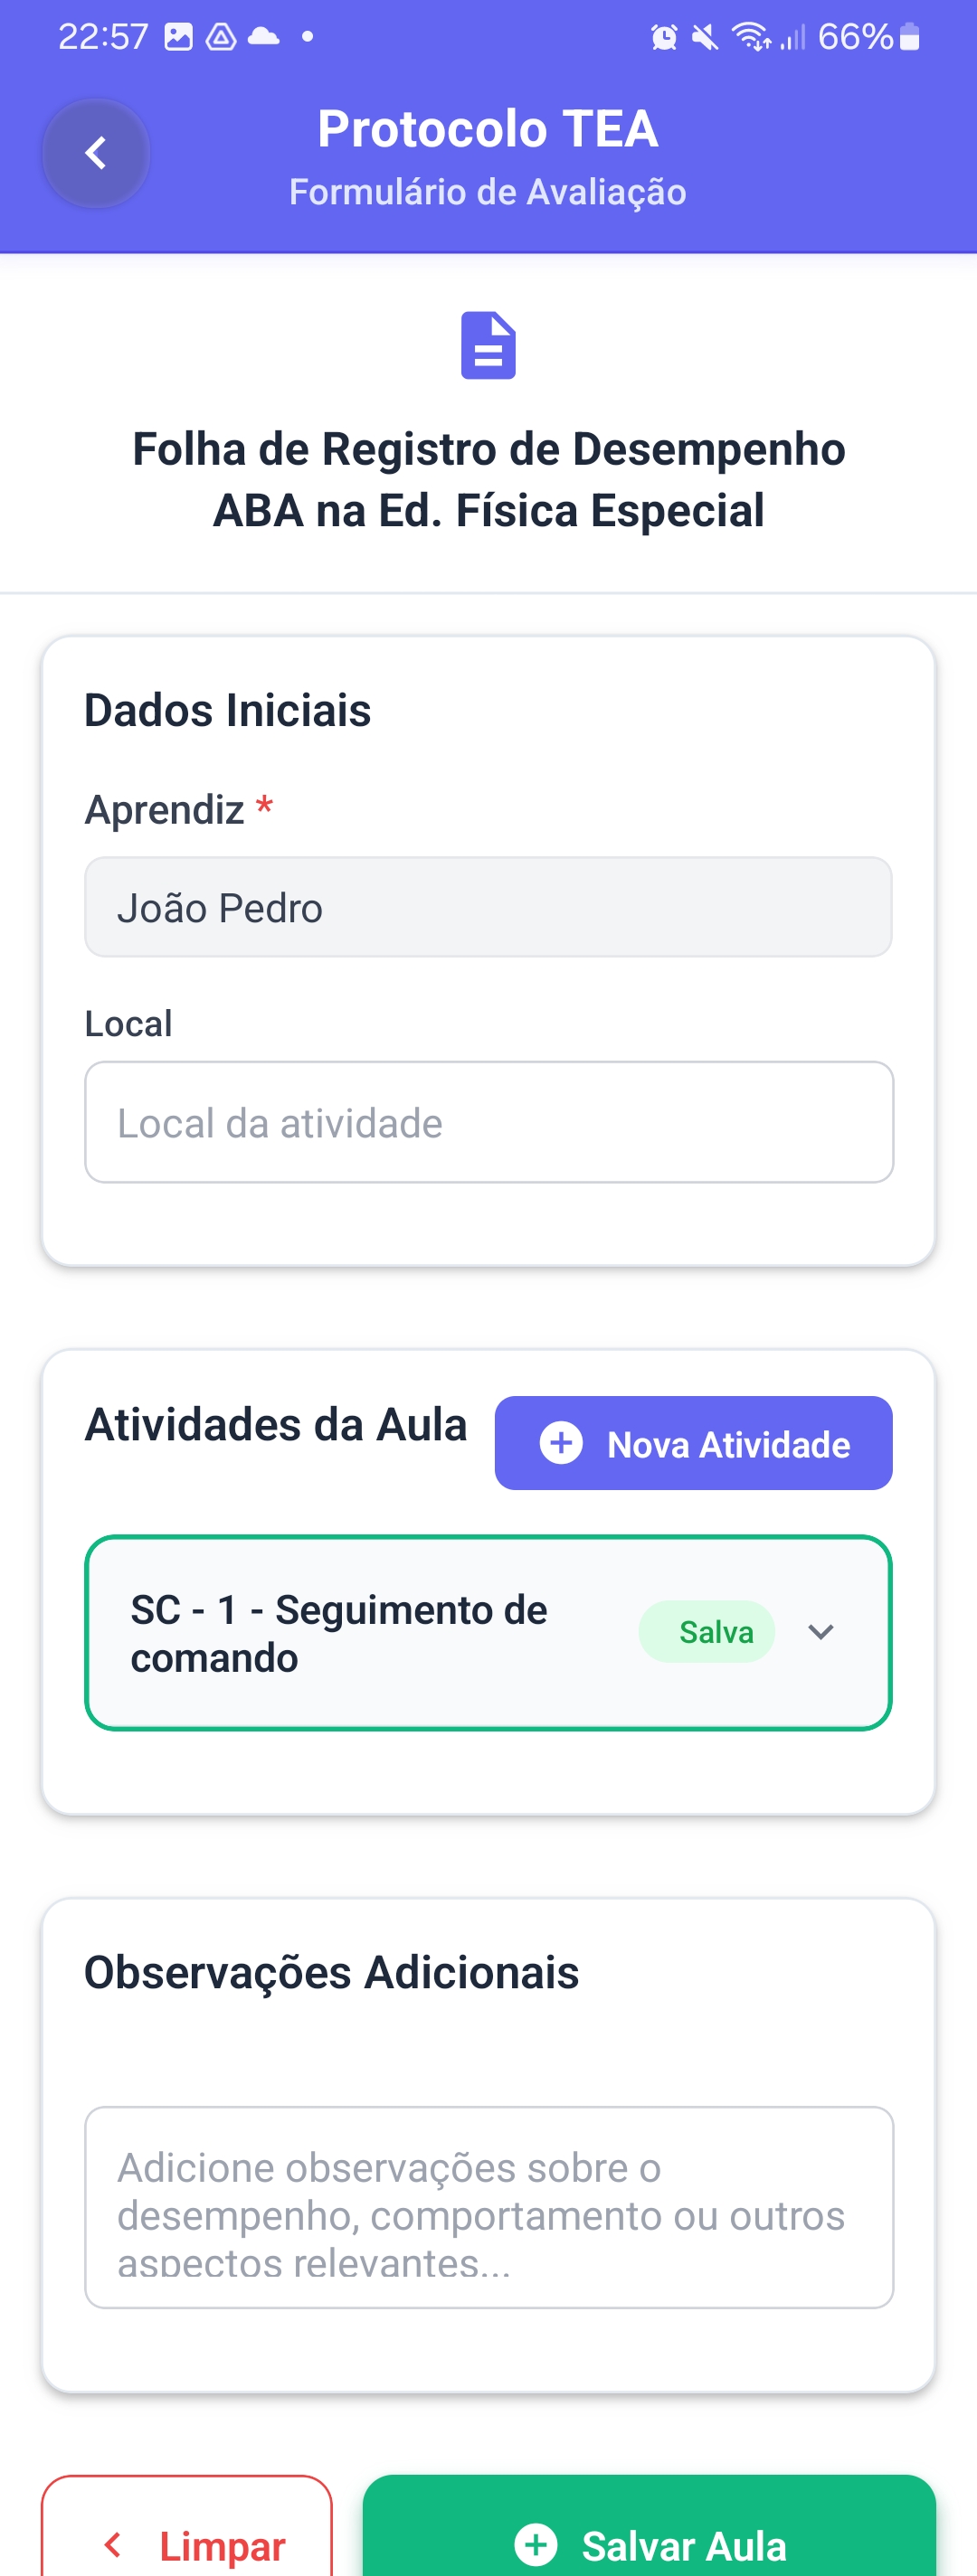 22:57
66%
Protocolo TEA
Formulário de Avaliação
Folha de Registro de Desempenho
ABA na Ed. Física Especial
Dados Iniciais
Aprendiz *
João Pedro
Local
Local da atividade
Atividades da Aula
Nova Atividade
SC - 1 - Seguimento de
comando
Salva
Observações Adicionais
Adicione observações sobre o
desempenho, comportamento ou outros
aspectos relevantes...
Limpar
Salvar Aula